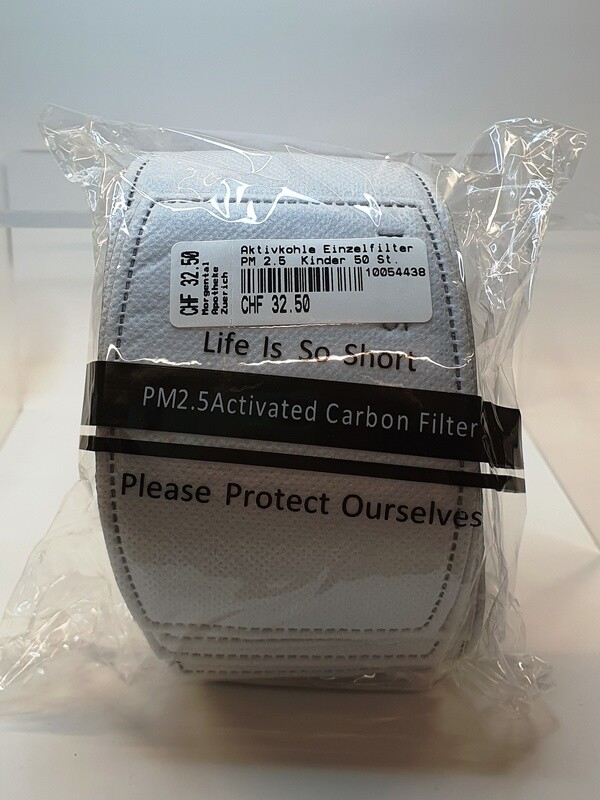 CHF 32.50
Morgental
Apotheke
Zuerich
Aktivkohle Einzelfilter
PM 2.5 Kinder 50 St.
10054438
CHF 32.50
Life Is So Short
PM2.5Activated Carbon Filter
Please Protect Ourselves